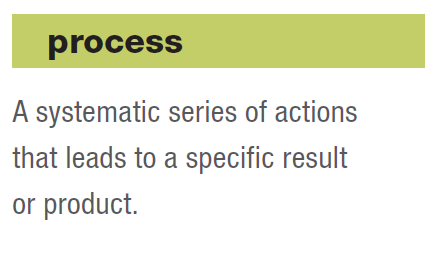 process
A systematic series of actions
that leads to a specific result
or product.